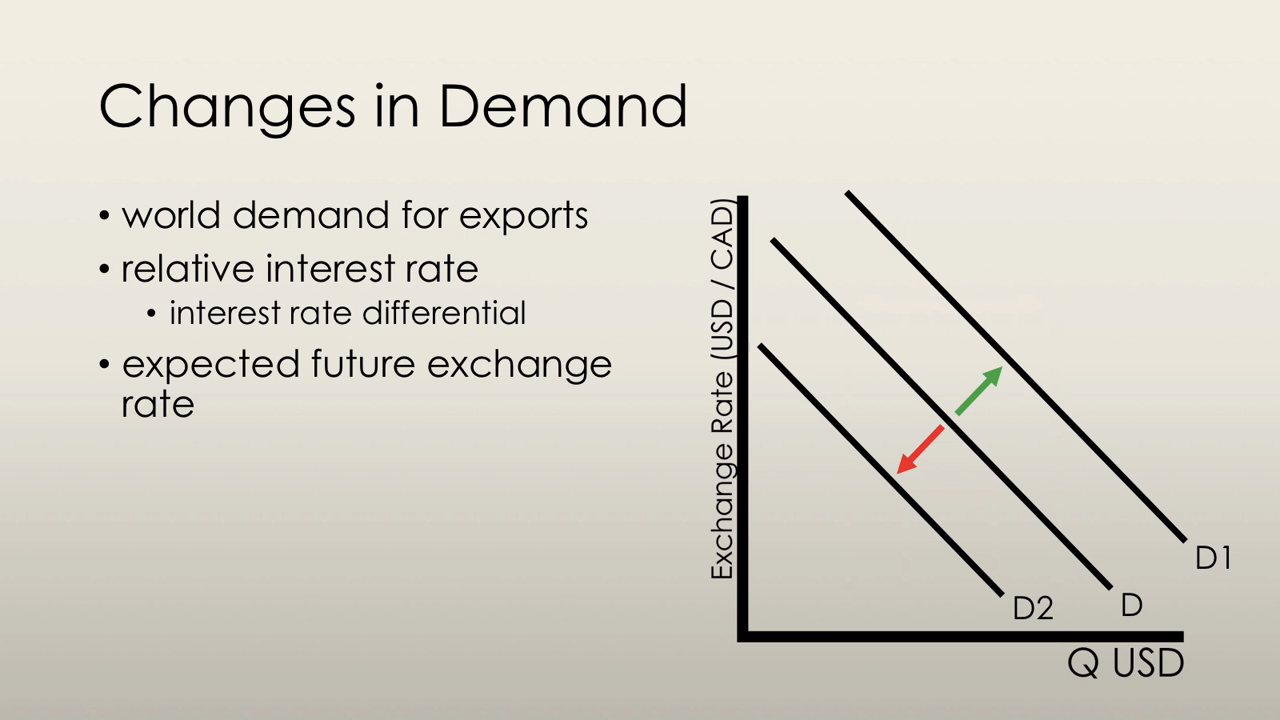 Changes in Demand
• world demand for exports
• relative interest rate
• interest rate differential
• expected future exchange
rate
Exchange Rate (USD / CAD)
D1
D2
D
Q USD